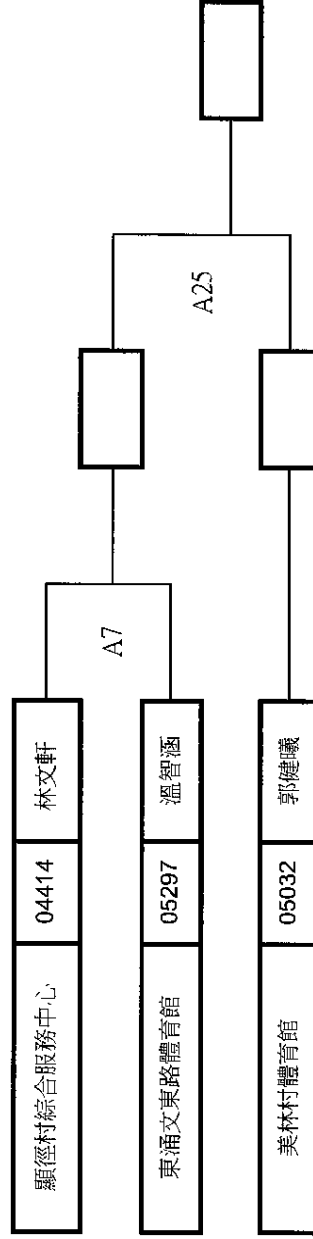 顯徑村綜合服務中心 04414 林文軒
A7
東涌文東路體育館 05297 溫智涵
A25
美林村體育館 05032 郭健曦